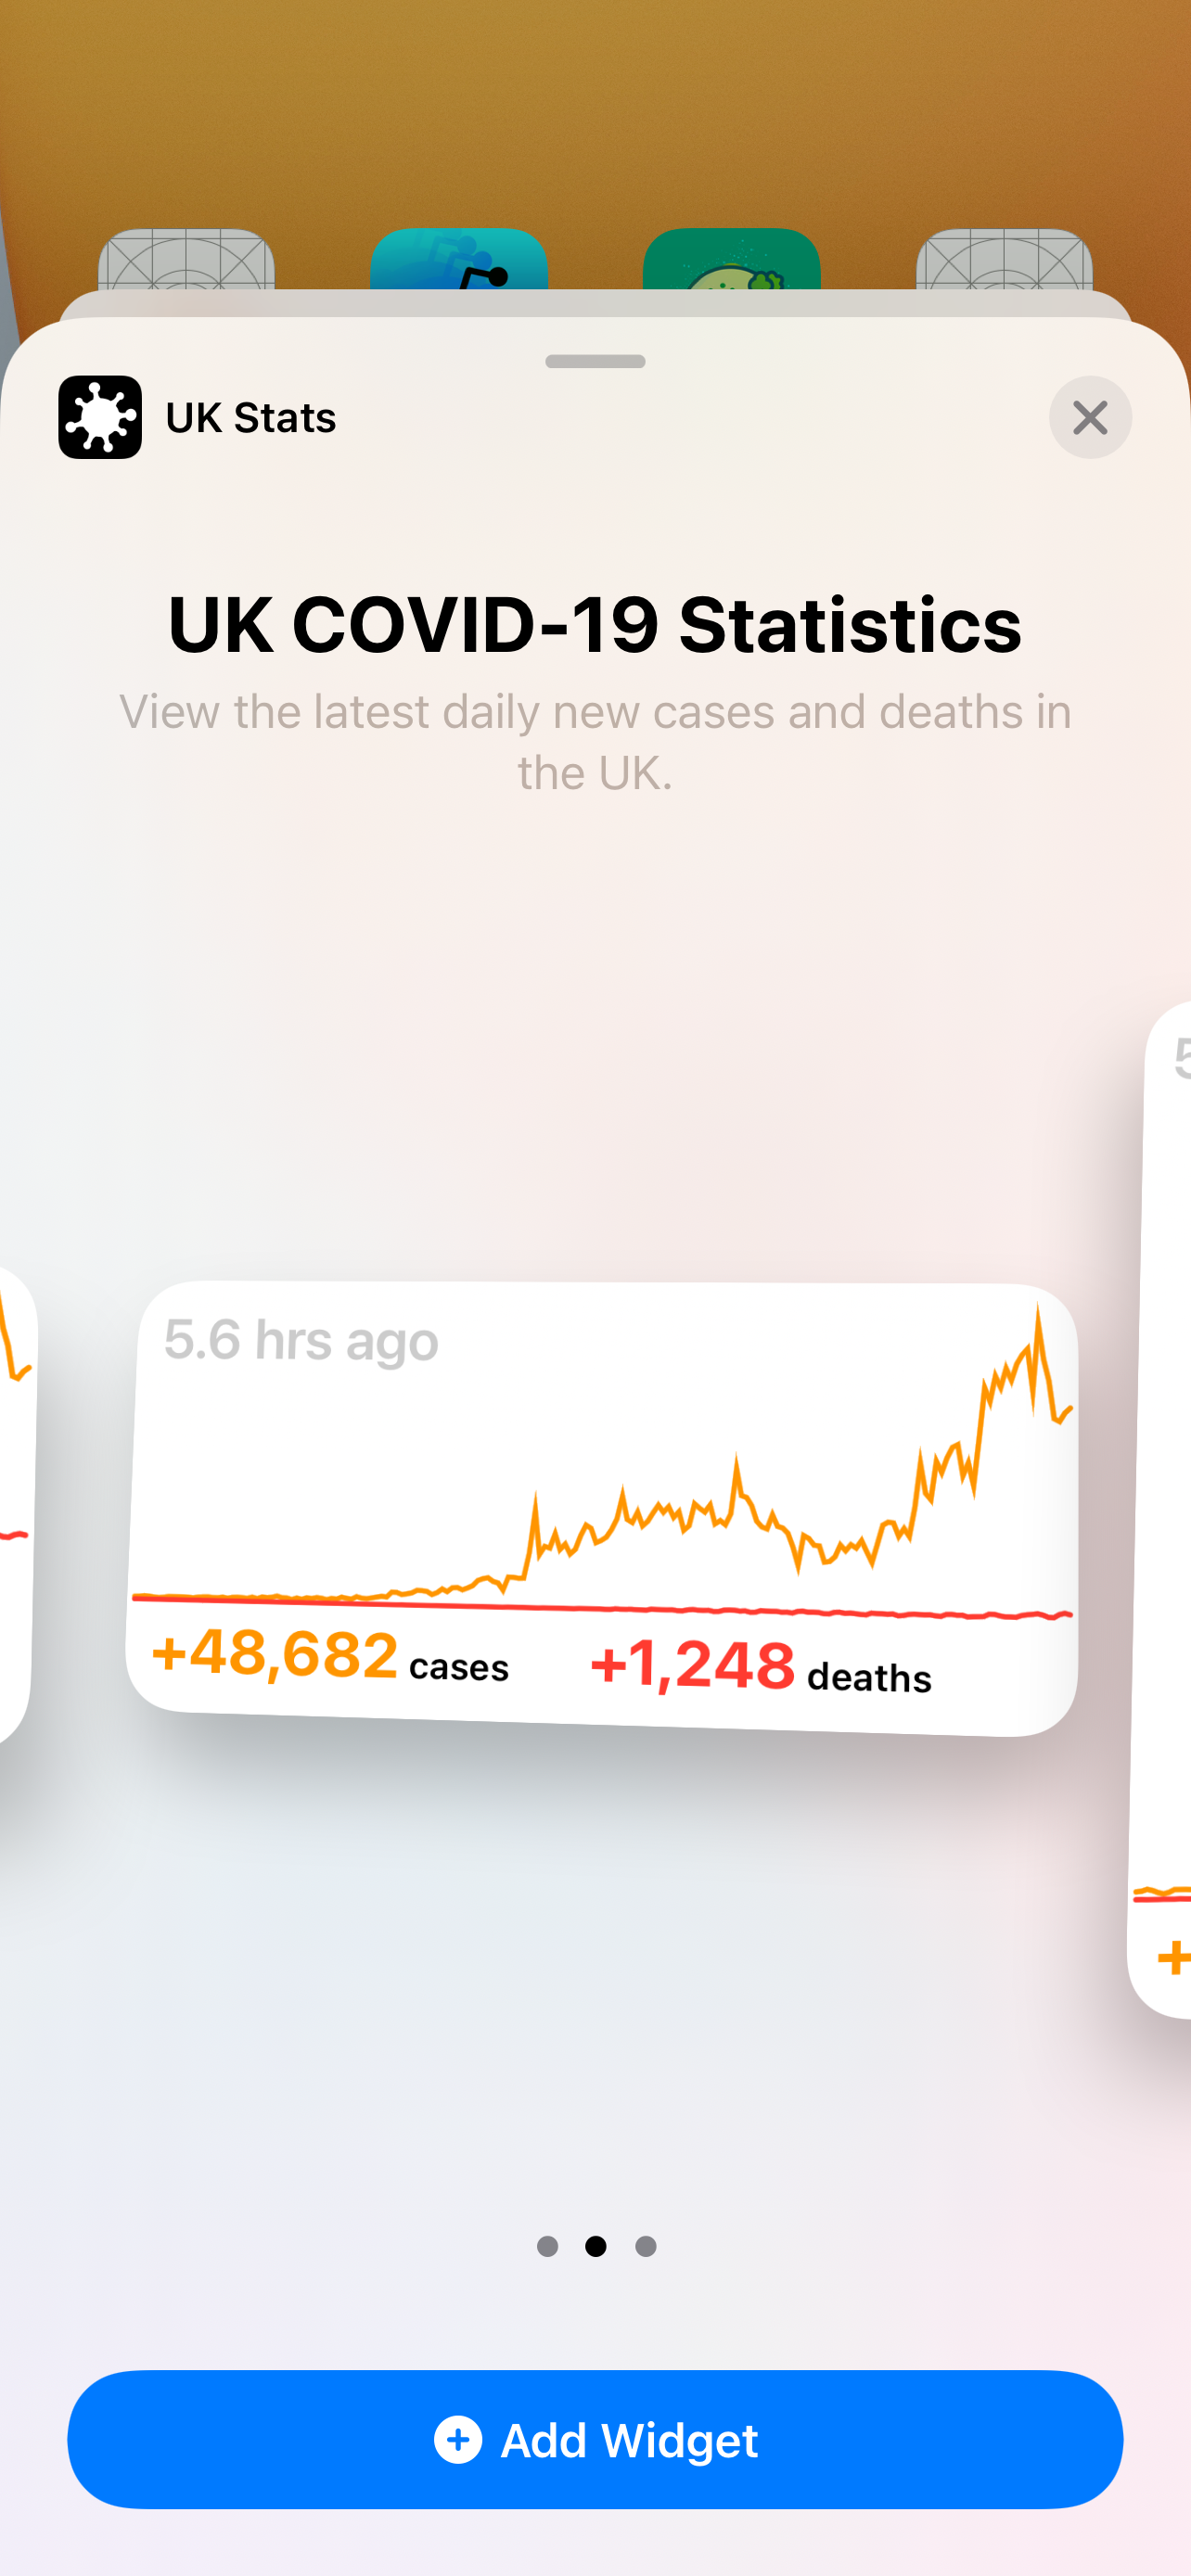 UK Stats
UK COVID-19 Statistics
View the latest daily new cases and deaths in
the UK.
5.6 hrs ago
+48,682 cases +1,248 deaths
5
+
Add Widget